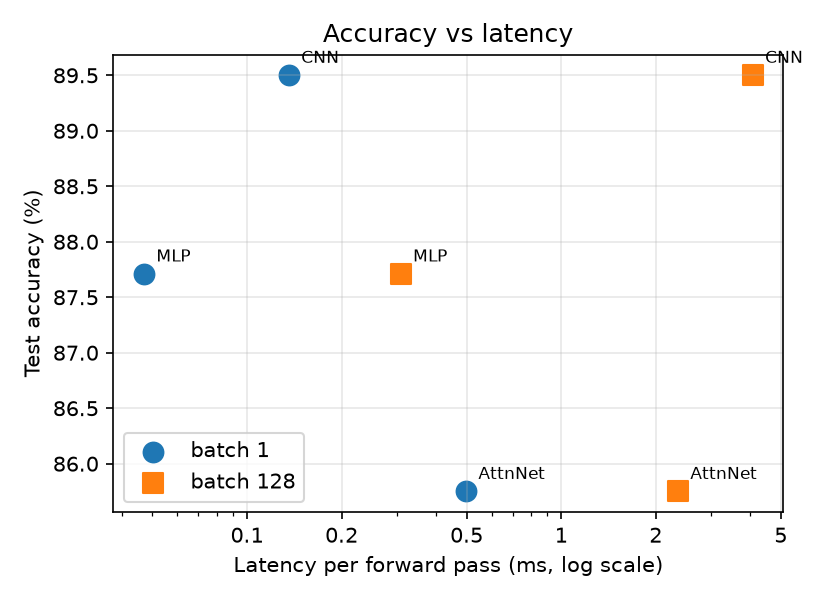 Accuracy vs latency
CNN
CNN
89.5
89.0
88.5
88.0
MLP
MLP
87.5
87.0
86.5
86.0
AttnNet
AttnNet
Test accuracy (%)
batch 1
batch 128
0.1 0.2 0.5 1 2 5
Latency per forward pass (ms, log scale)